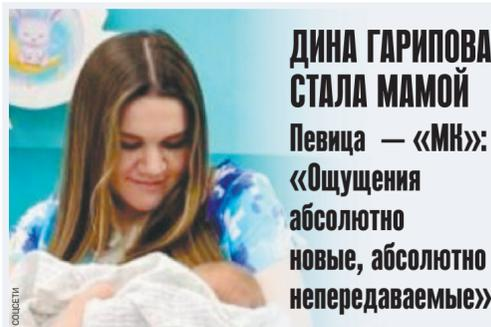 ДИНА ГАРИПОВА
СТАЛА МАМОЙ
Певица — «МК»:
«Ощущения
абсолютно
новые, абсолютно
непередаваемые»
СОЦСЕТИ